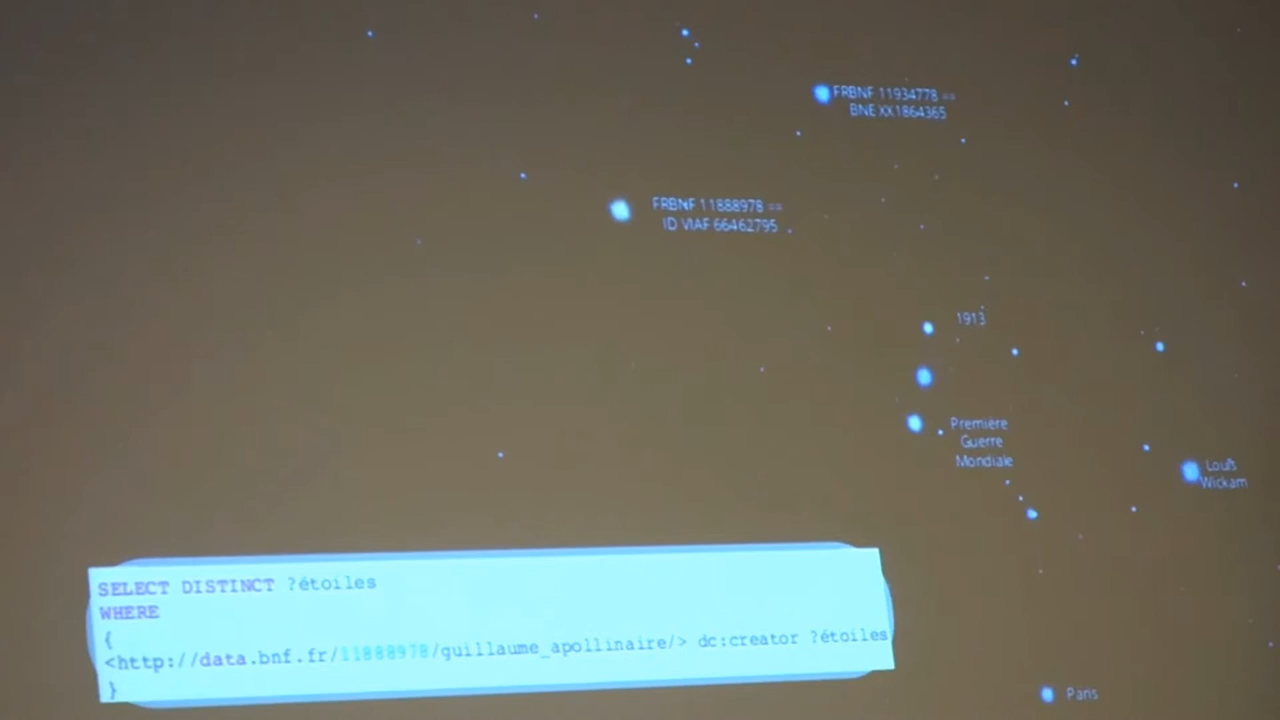 FRBNF 11934778 ==
BNE XX1864365
FRBNF 11888978 ==
ID VIAF 66462795
1913
Première
Guerre
Mondiale
Louis
Wickam
SELECT DISTINCT ?étoiles
WHERE
{
<http://data.bnf.fr/11888978/guillaume_apollinaire/> dc:creator ?étoiles
}
Paris